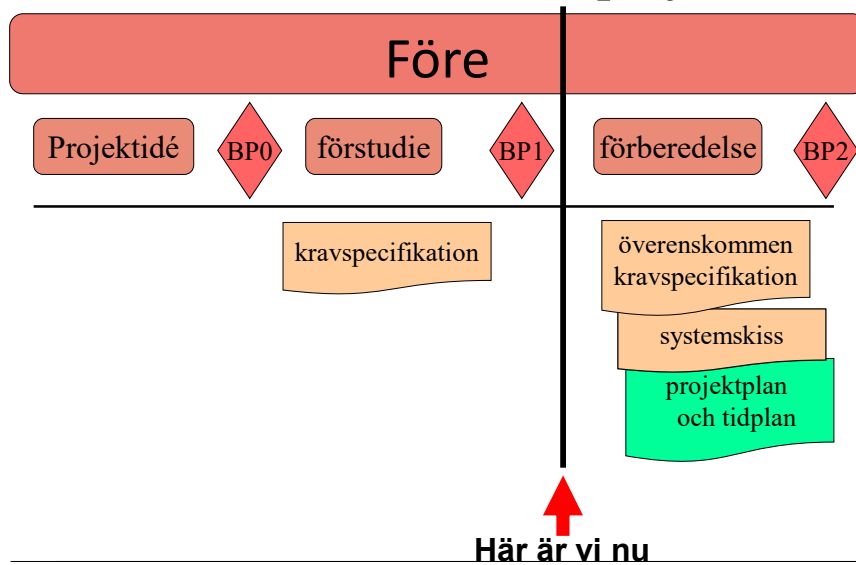 Före
Projektidé
BP0
förstudie
BP1
förberedelse
BP2
kravspecifikation
överenskommen
kravspecifikation
systemskiss
projektplan
och tidplan
Här är vi nu